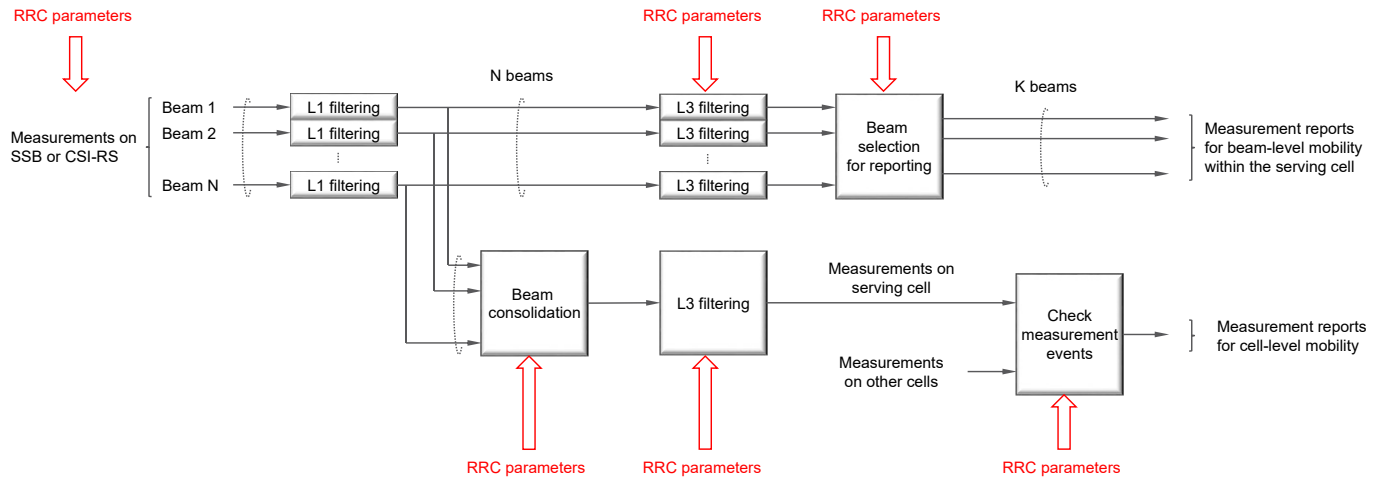 RRC parameters
RRC parameters
RRC parameters
N beams
K beams
Measurements on
SSB or CSI-RS
Beam 1
Beam 2
Beam N
L1 filtering
L1 filtering
⋮
L1 filtering
L3 filtering
L3 filtering
⋮
L3 filtering
Beam
selection
for reporting
Measurement reports
for beam-level mobility
within the serving cell
Beam
consolidation
L3 filtering
Measurements on
serving cell
Measurements
on other cells
Check
measurement
events
Measurement reports
for cell-level mobility
RRC parameters
RRC parameters
RRC parameters